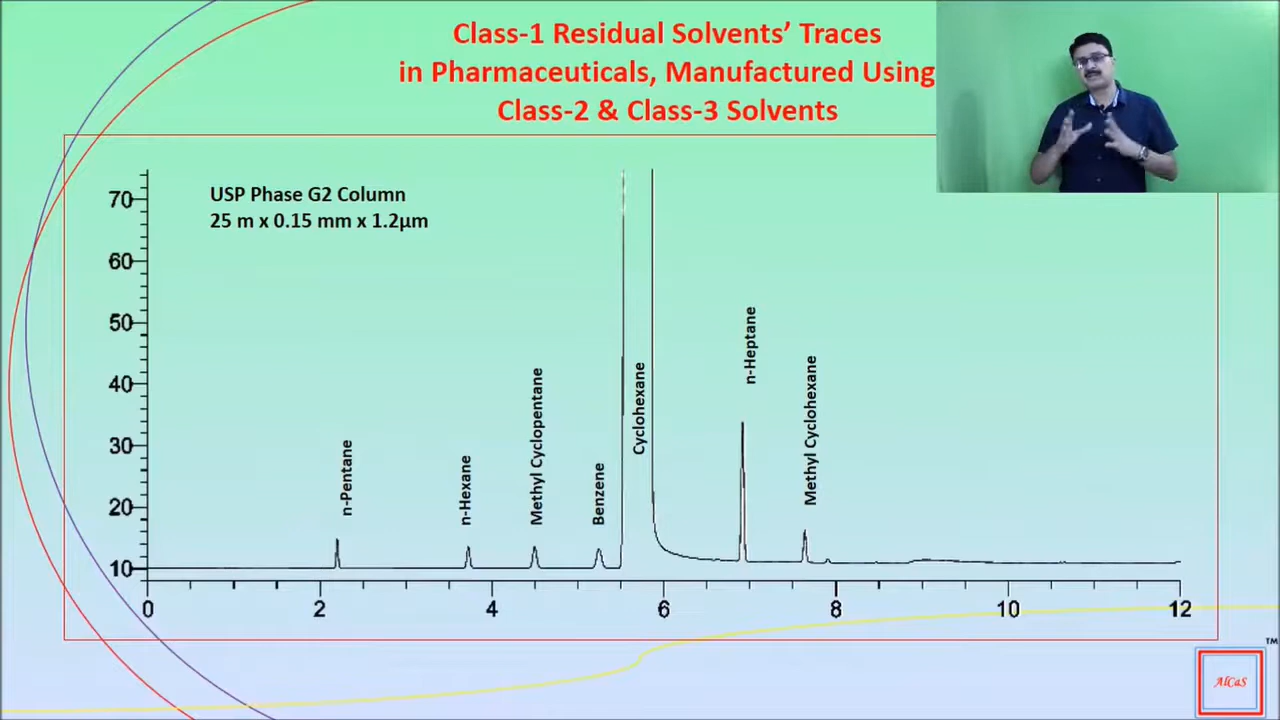 Class-1 Residual Solvents’ Traces
in Pharmaceuticals, Manufactured Using
Class-2 & Class-3 Solvents
USP Phase G2 Column
25 m x 0.15 mm x 1.2µm
70
60
50
40
30
20
10
n-Pentane
n-Hexane
Methyl Cyclopentane
Benzene
Cyclohexane
n-Heptane
Methyl Cyclohexane
0 2 4 6 8 10 12
TM
AlCaS